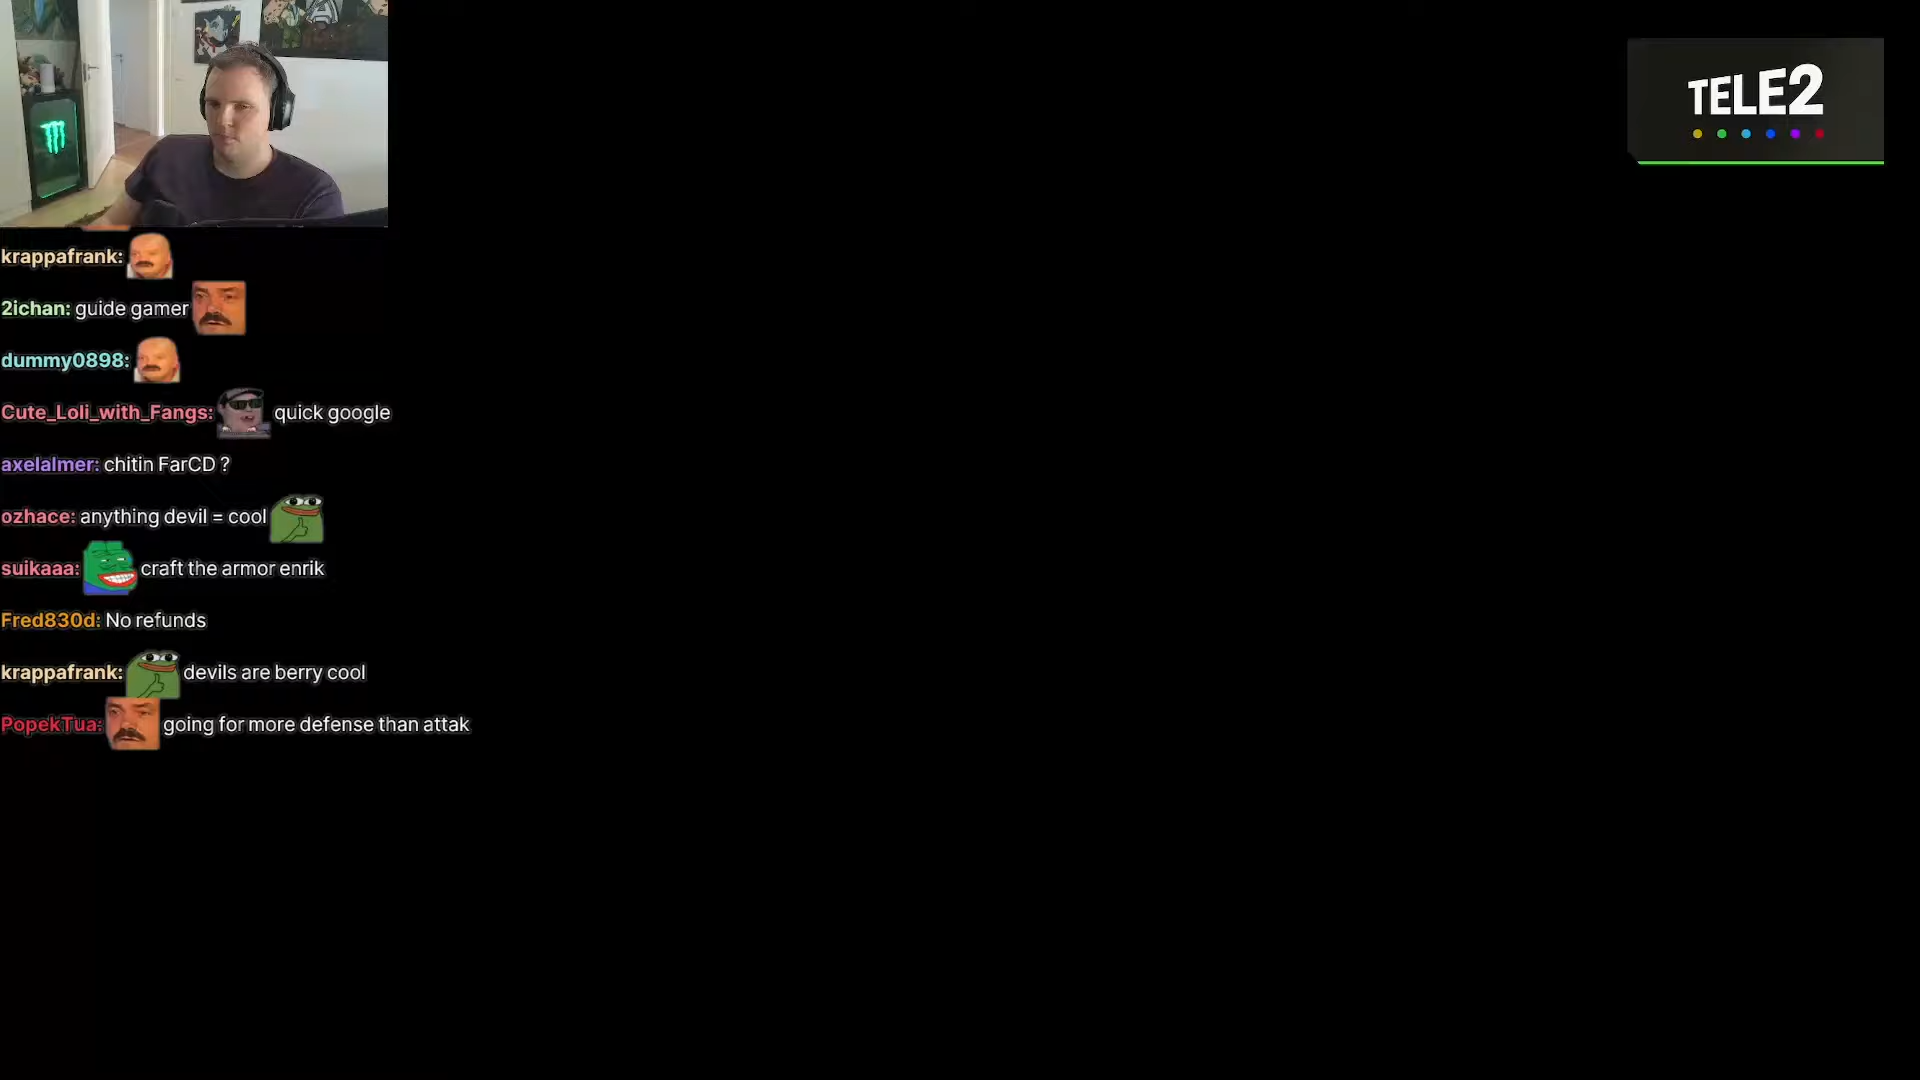 TELE2
krappafrank:
2ichan: guide gamer
dummy0898:
Cute_Loli_with_Fangs: quick google
axelalmer: chitin FarCD ?
ozhace: anything devil = cool
suikaaa: craft the armor enrik
Fred830d: No refunds
krappafrank: devils are berry cool
PopekTua: going for more defense than attak